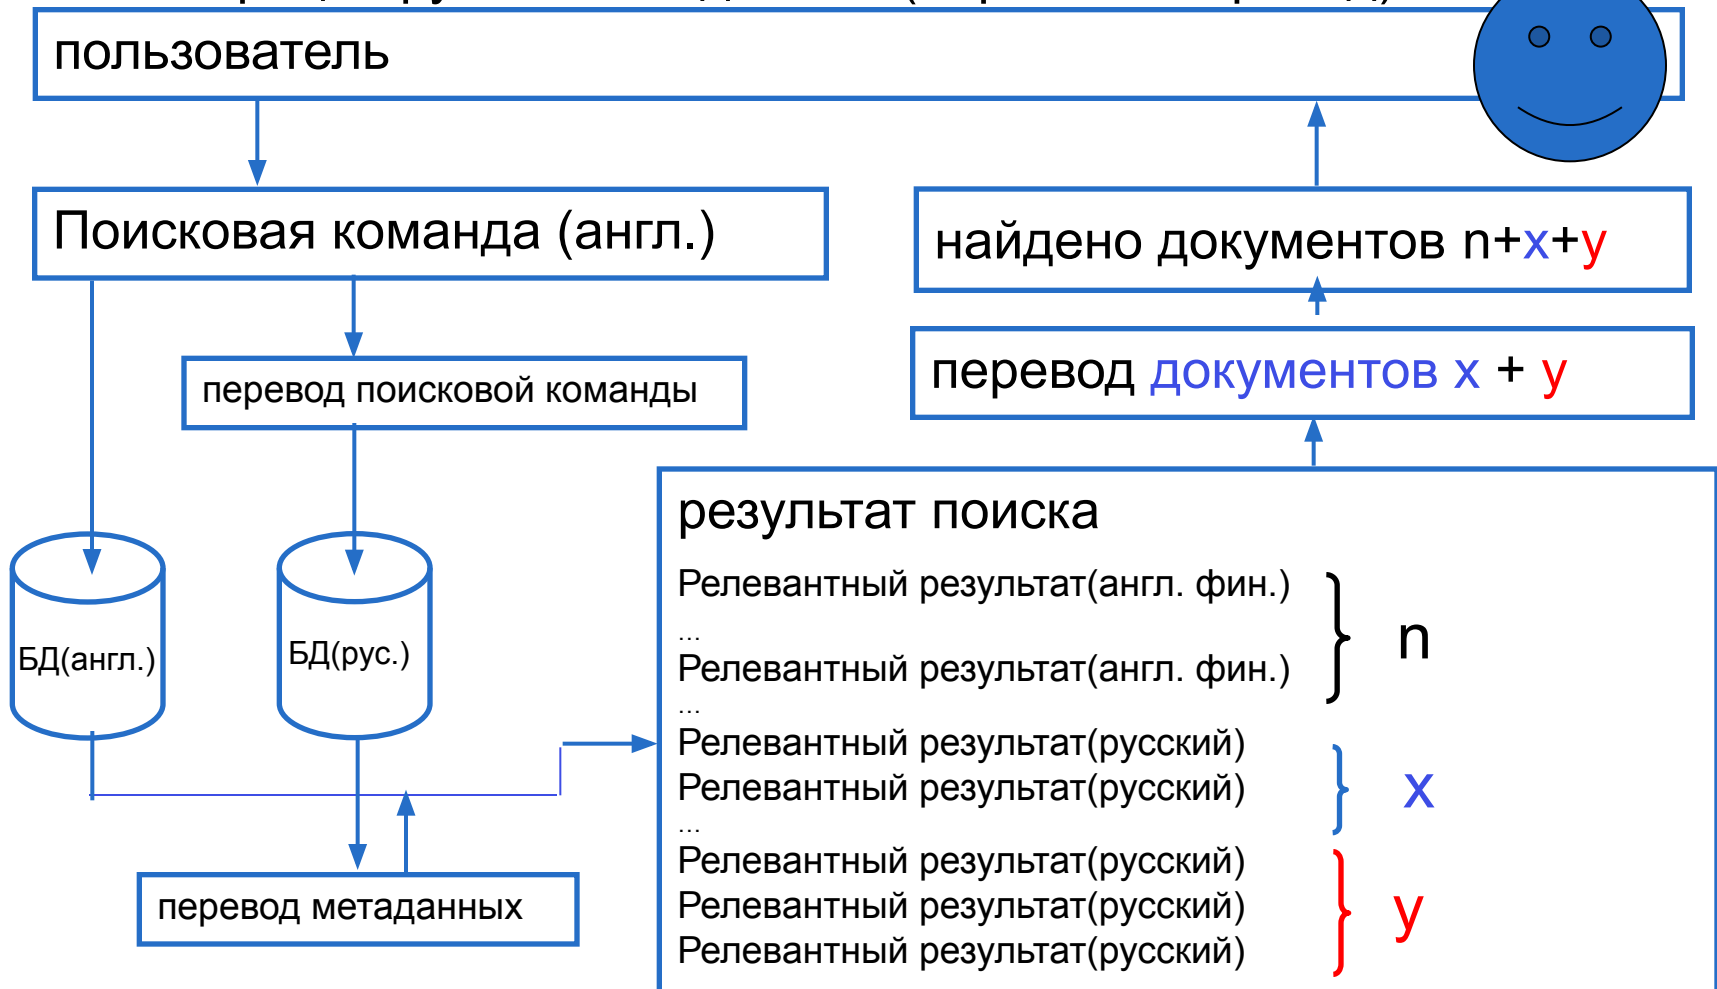 пользователь
Поисковая команда (англ.)
найдено документов n+x+y
перевод поисковой команды
перевод документов x + y
результат поиска
Релевантный результат(англ. фин.)
...
Релевантный результат(англ. фин.)
n
...
Релевантный результат(русский)
Релевантный результат(русский)
x
...
Релевантный результат(русский)
Релевантный результат(русский)
Релевантный результат(русский)
y
БД(англ.)
БД(рус.)
перевод метаданных